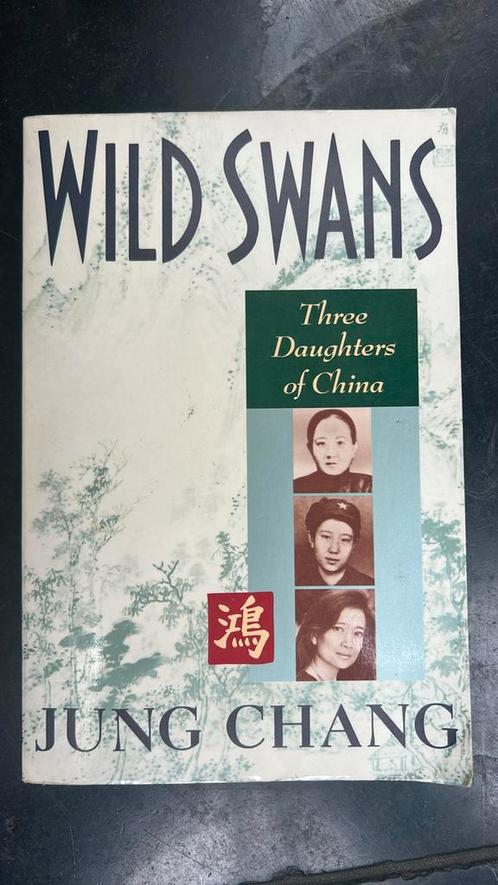 WILD SWANS
Three
Daughters
of China
鴻
JUNG CHANG